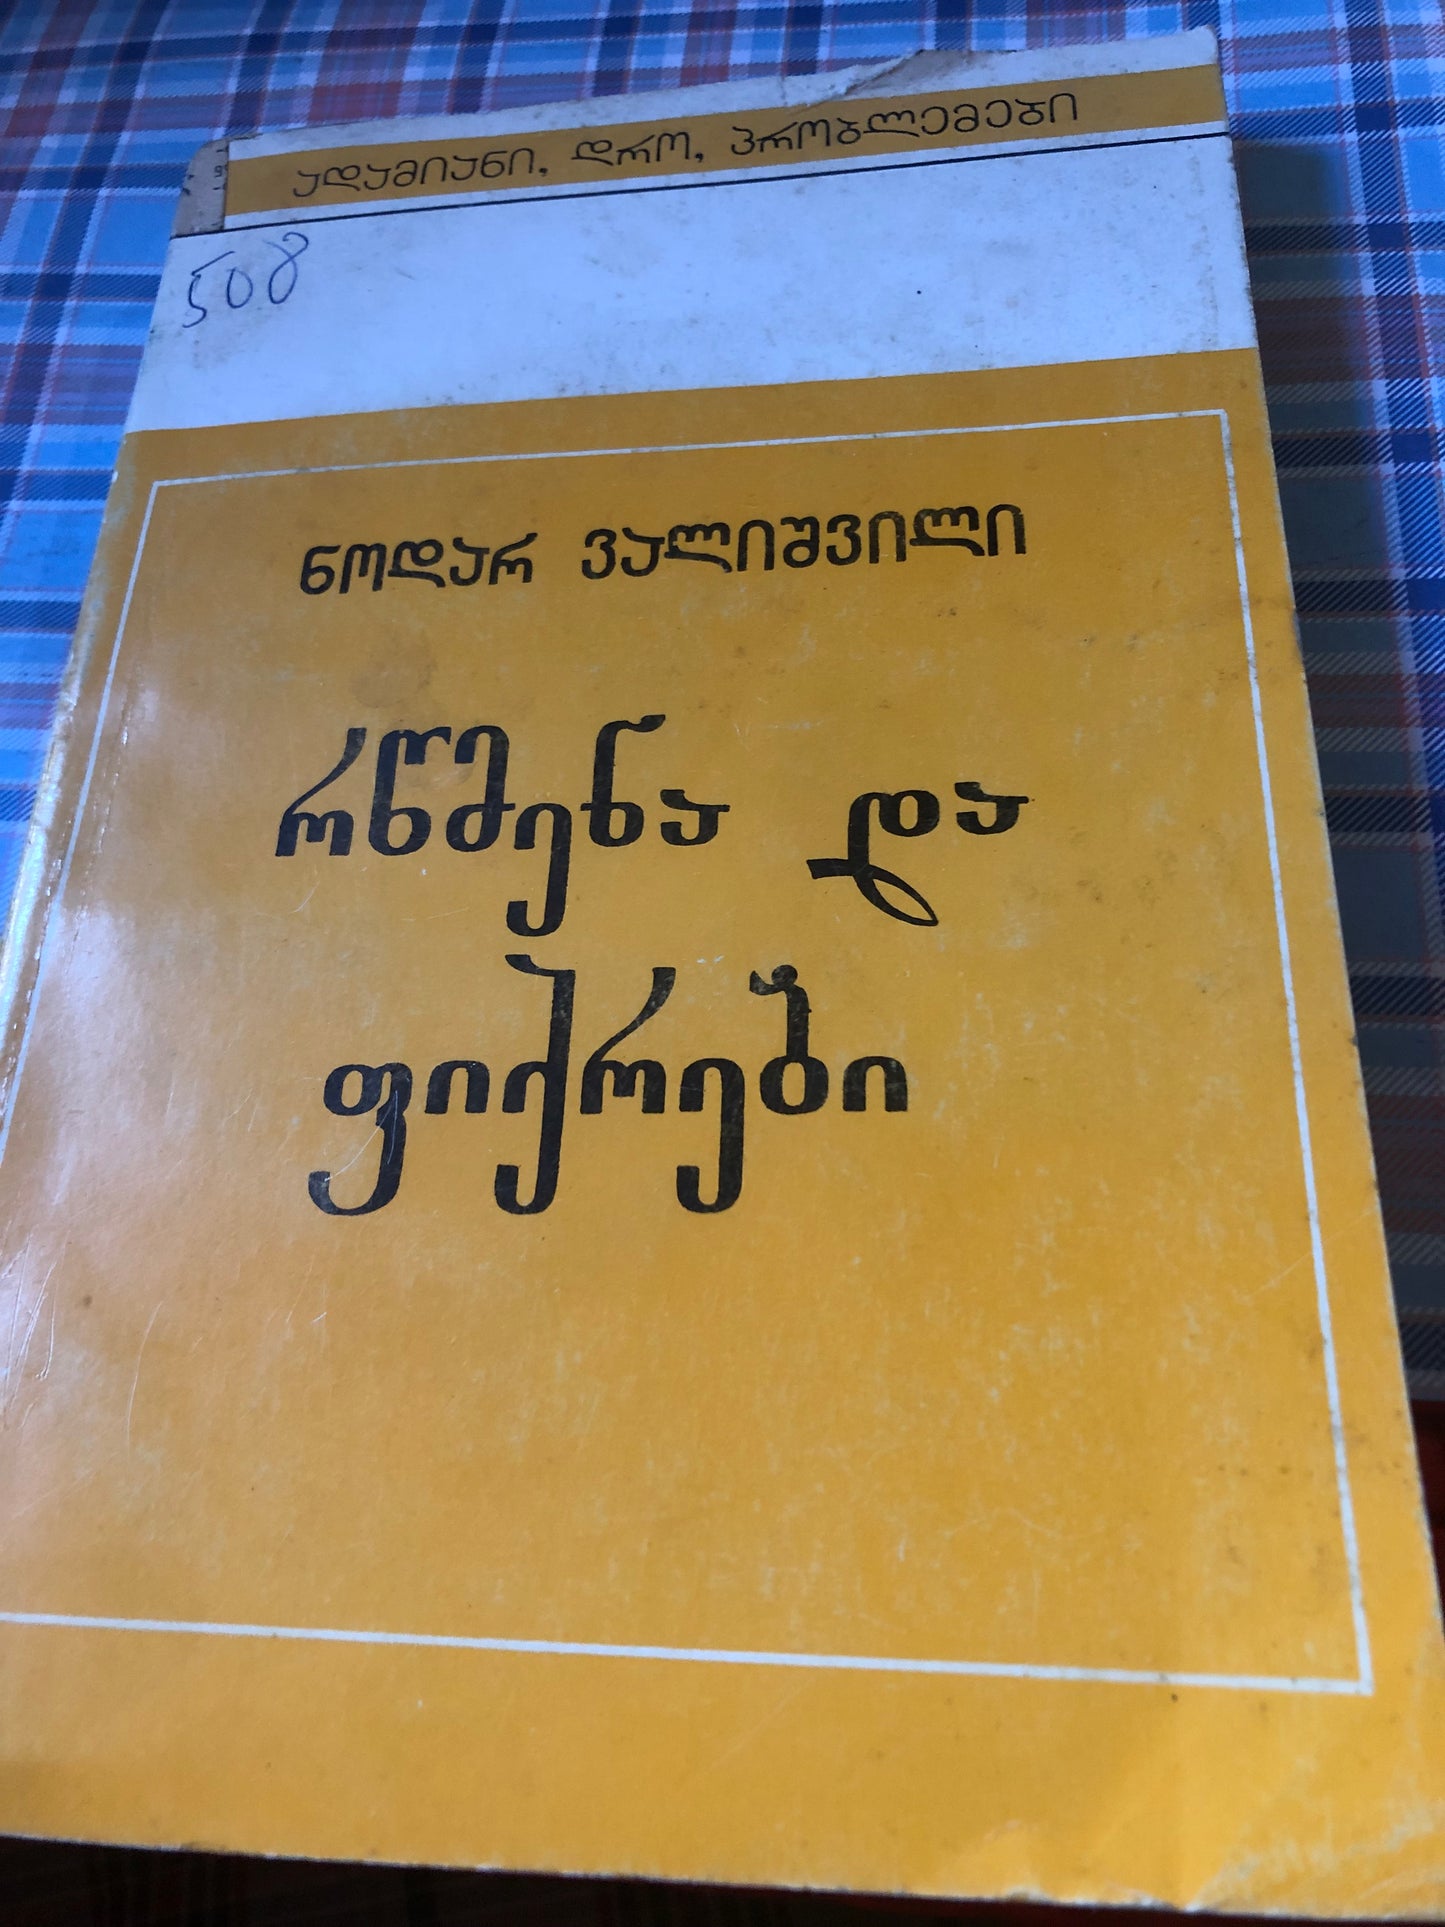 ადამიანი, დრო, პრობლემები
508
ნოდარ ვალიშვილი
რწმენა და
ფიქრები